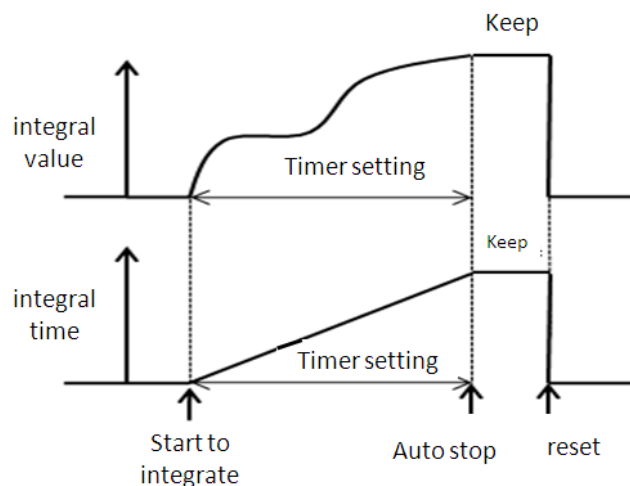 Keep
integral
value
Timer setting
Keep :
integral
time
Timer setting
Start to
integrate
Auto stop
reset